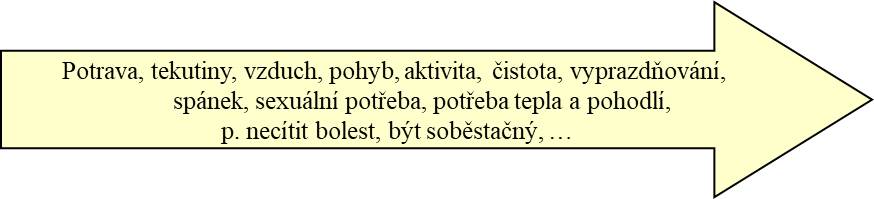 Potrava, tekutiny, vzduch, pohyb, aktivita, čistota, vyprazdňování,
spánek, sexuální potřeba, potřeba tepla a pohodlí,
p. necítit bolest, být soběstačný, …